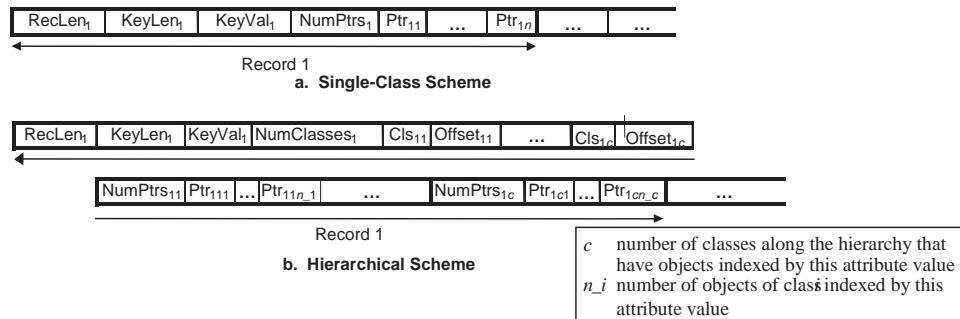 RecLen1 KeyLen1 KeyVal1 NumPtrs1 Ptr11 ... Ptr1n ... ...
Record 1
a. Single-Class Scheme
RecLen1 KeyLen1 KeyVal1 NumClasses1 Cls11 Offset11 ... Cls1c Offset1c
NumPtrs11 Ptr111 ... Ptr11n_1 ... NumPtrs1c Ptr1c1 ... Ptr1cn_c ...
Record 1
b. Hierarchical Scheme
c number of classes along the hierarchy that
have objects indexed by this attribute value
n_i number of objects of class i indexed by this
attribute value